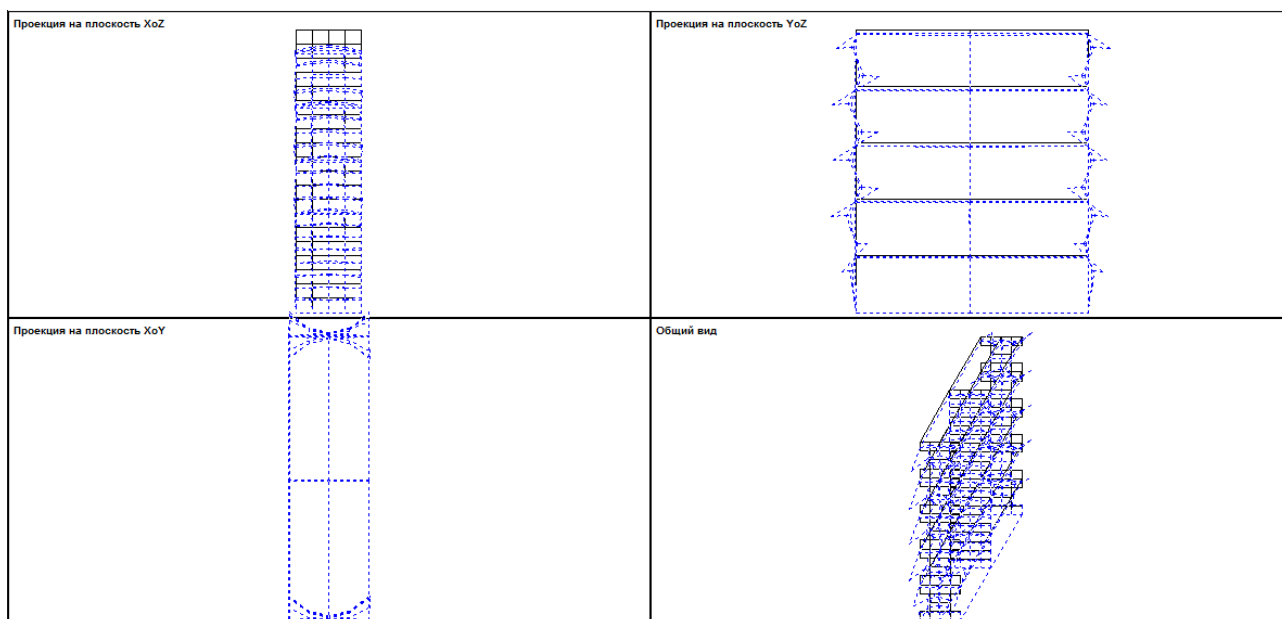 Проекция на плоскость XoZ
Проекция на плоскость YoZ
Проекция на плоскость XoY
Общий вид